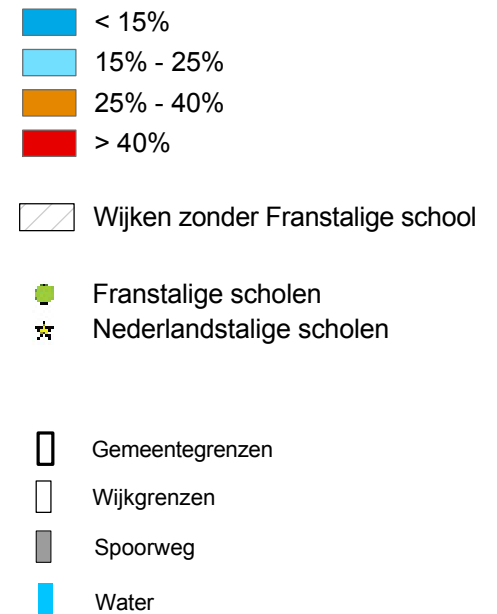 < 15%
15% - 25%
25% - 40%
> 40%
Wijken zonder Franstalige school
Franstalige scholen
Nederlandstalige scholen
Gemeentegrenzen
Wijkgrenzen
Spoorweg
Water